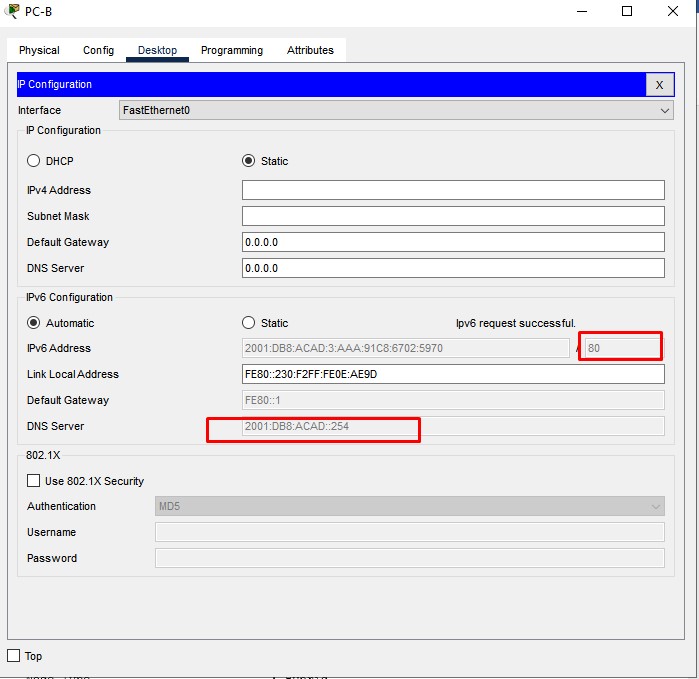 PC-B
Physical Config Desktop Programming Attributes
IP Configuration X
Interface FastEthernet0
IP Configuration
DHCP Static
IPv4 Address
Subnet Mask
Default Gateway 0.0.0.0
DNS Server 0.0.0.0
IPv6 Configuration
Automatic Static Ipv6 request successful.
IPv6 Address 2001:DB8:ACAD:3:AAA:91C8:6702:5970 / 80
Link Local Address FE80::230:F2FF:FE0E:AE9D
Default Gateway FE80::1
DNS Server 2001:DB8:ACAD::254
802.1X
Use 802.1X Security
Authentication MD5
Username
Password
Top